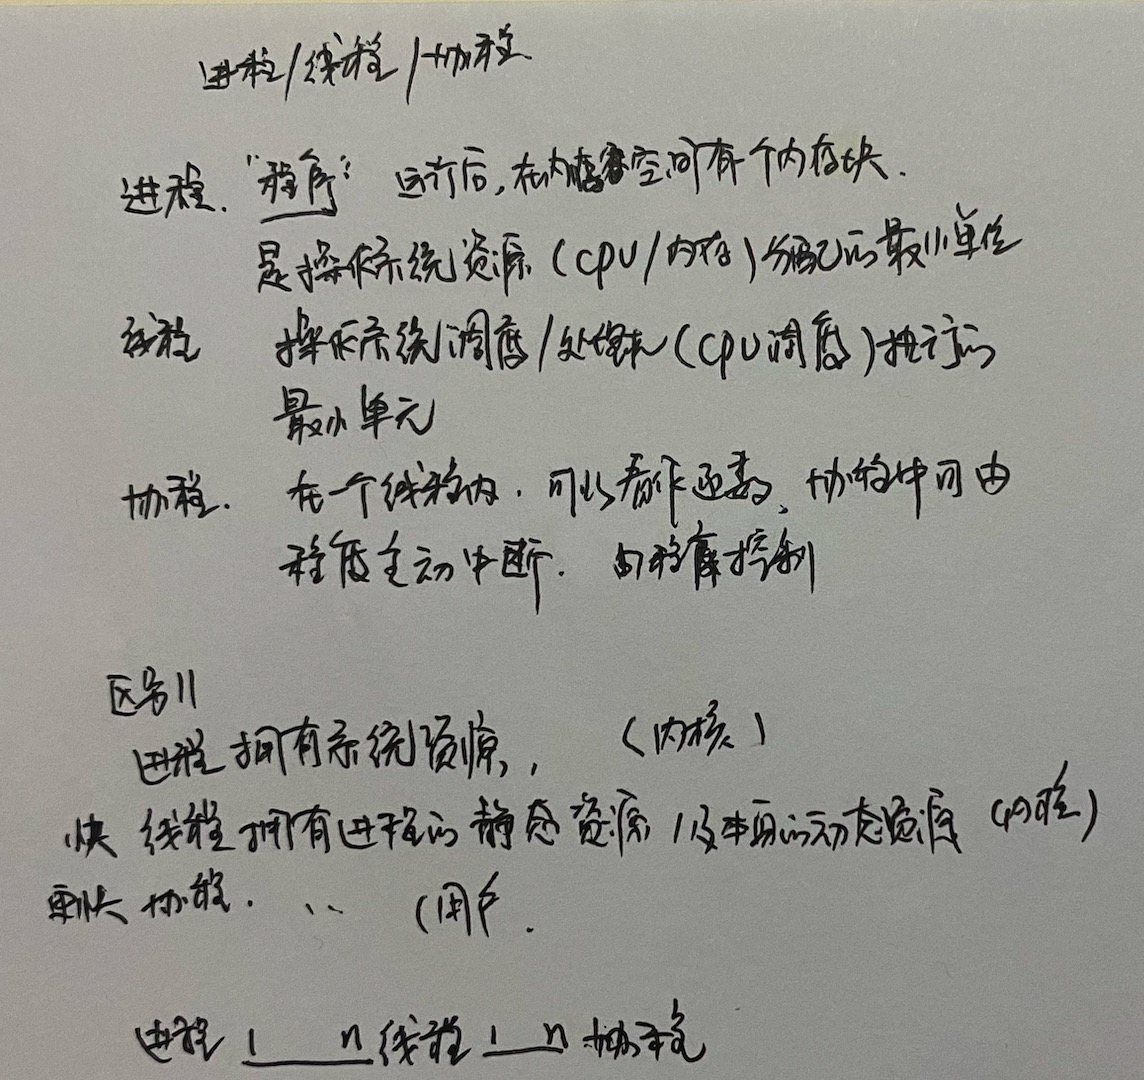 进程/线程/协程
进程. "程序" 运行后,在内存空间有个内存块.
是操作系统资源(CPU/内存)分配的最小单位
线程 操作系统调度/处理器(CPU调度)执行的
最小单元
协程. 在一个线程内. 可以看作函数、协程中可由
程序主动中断. 由程序控制
区别11
进程拥有系统资源, (内核)
快 线程拥有进程的静态资源/及本身的动态资源 (内核)
更快 协程. 、、 (用户.
进程 1 n 线程 1 n 协程